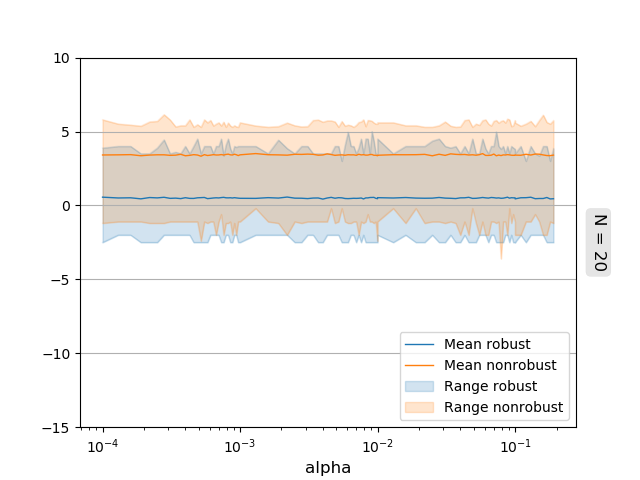 10
5
0
−5
−10
−15
10⁻⁴
10⁻³
10⁻²
10⁻¹
alpha
N = 20
Mean robust
Mean nonrobust
Range robust
Range nonrobust